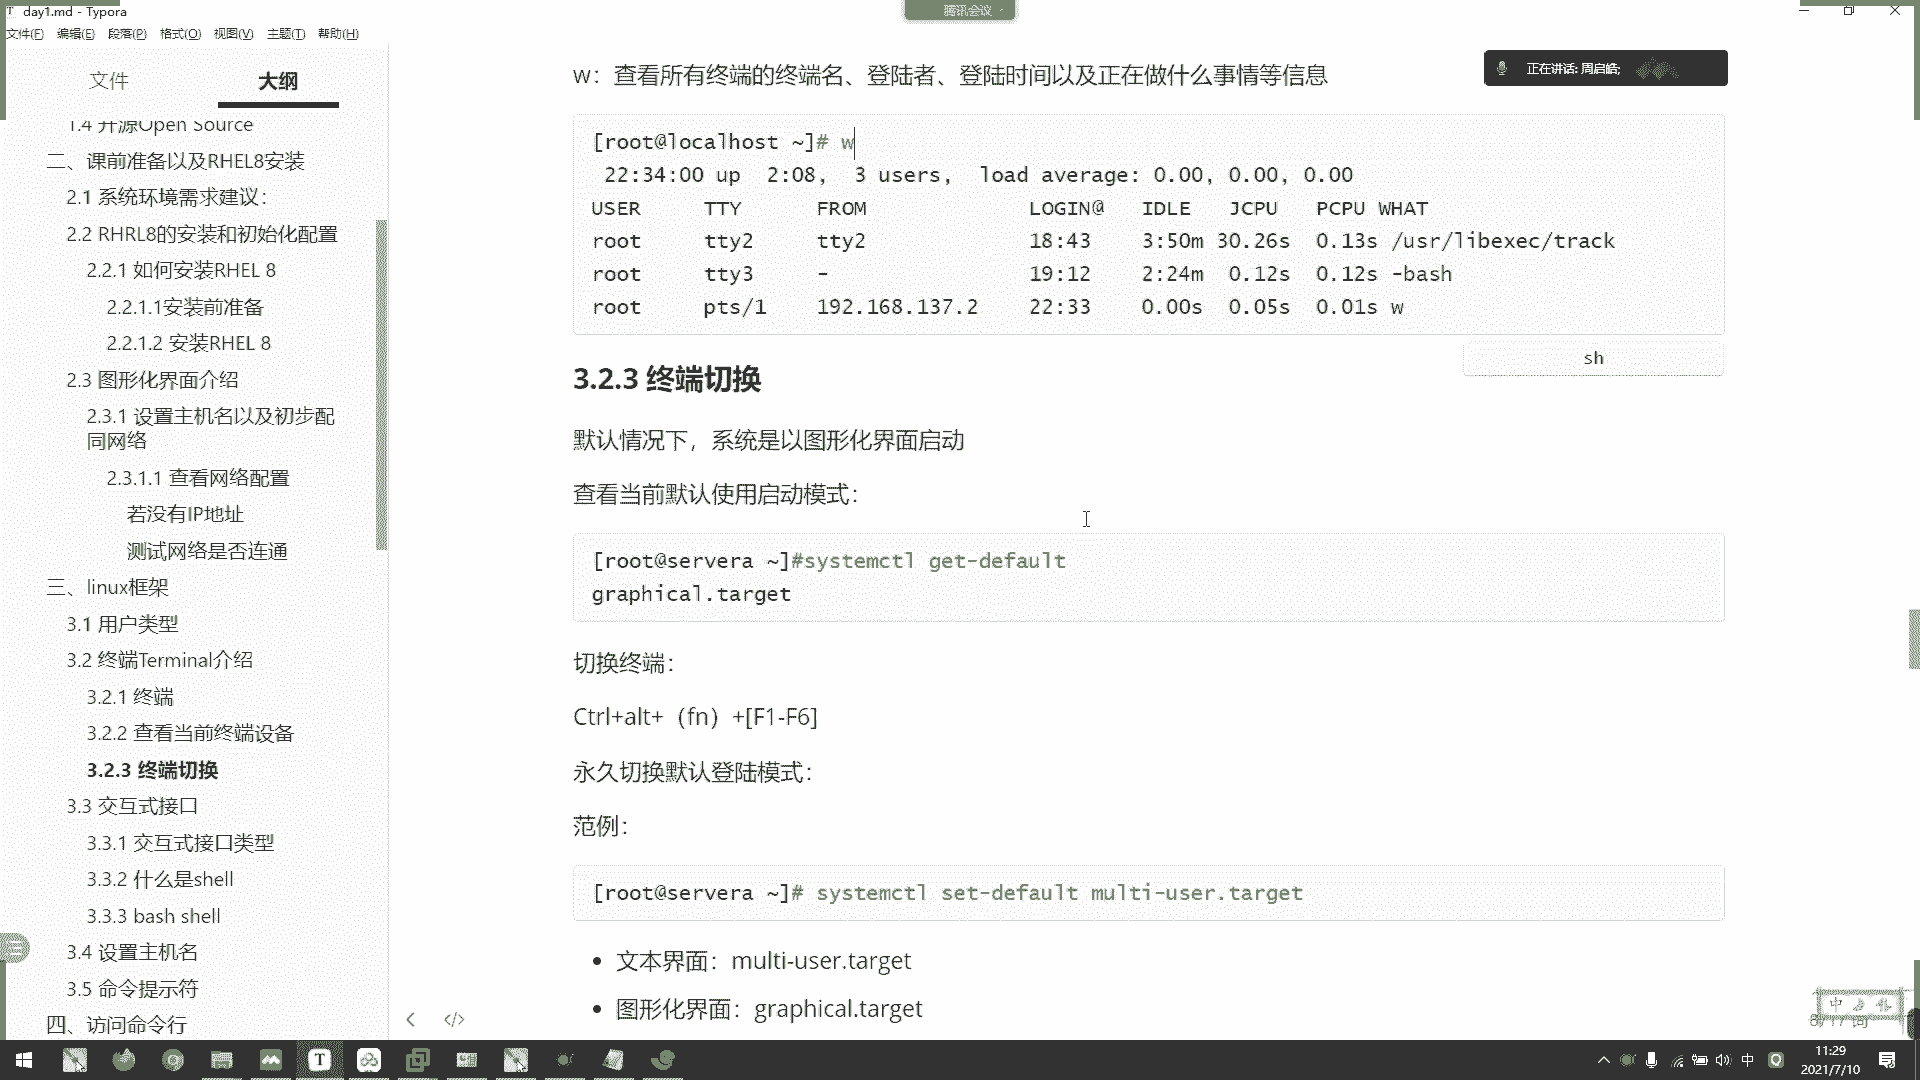 day1.md - Typora
腾讯会议
文件(F) 编辑(E) 段落(P) 格式(O) 视图(V) 主题(T) 帮助(H)
文件 大纲
1.4 开源Open Source
二、课前准备以及RHEL8安装
2.1 系统环境需求建议：
2.2 RHRL8的安装和初始化配置
2.2.1 如何安装RHEL 8
2.2.1.1安装前准备
2.2.1.2 安装RHEL 8
2.3 图形化界面介绍
2.3.1 设置主机名以及初步配
同网络
2.3.1.1 查看网络配置
若没有IP地址
测试网络是否连通
三、linux框架
3.1 用户类型
3.2 终端Terminal介绍
3.2.1 终端
3.2.2 查看当前终端设备
3.2.3 终端切换
3.3 交互式接口
3.3.1 交互式接口类型
3.3.2 什么是shell
3.3.3 bash shell
3.4 设置主机名
3.5 命令提示符
四、访问命令行
w：查看所有终端的终端名、登陆者、登陆时间以及正在做什么事情等信息
正在讲话: 周启皓;
[root@localhost ~]# w
22:34:00 up  2:08,  3 users,  load average: 0.00, 0.00, 0.00
USER     TTY      FROM             LOGIN@   IDLE   JCPU   PCPU WHAT
root     tty2     tty2             18:43    3:50m 30.26s  0.13s /usr/libexec/track
root     tty3     -                19:12    2:24m  0.12s  0.12s -bash
root     pts/1    192.168.137.2    22:33    0.00s  0.05s  0.01s w
sh
3.2.3 终端切换
默认情况下，系统是以图形化界面启动
查看当前默认使用启动模式：
[root@servera ~]#systemctl get-default
graphical.target
切换终端：
Ctrl+alt+（fn）+[F1-F6]
永久切换默认登陆模式：
范例：
[root@servera ~]# systemctl set-default multi-user.target
文本界面：multi-user.target
图形化界面：graphical.target
中
11:29
2021/7/10